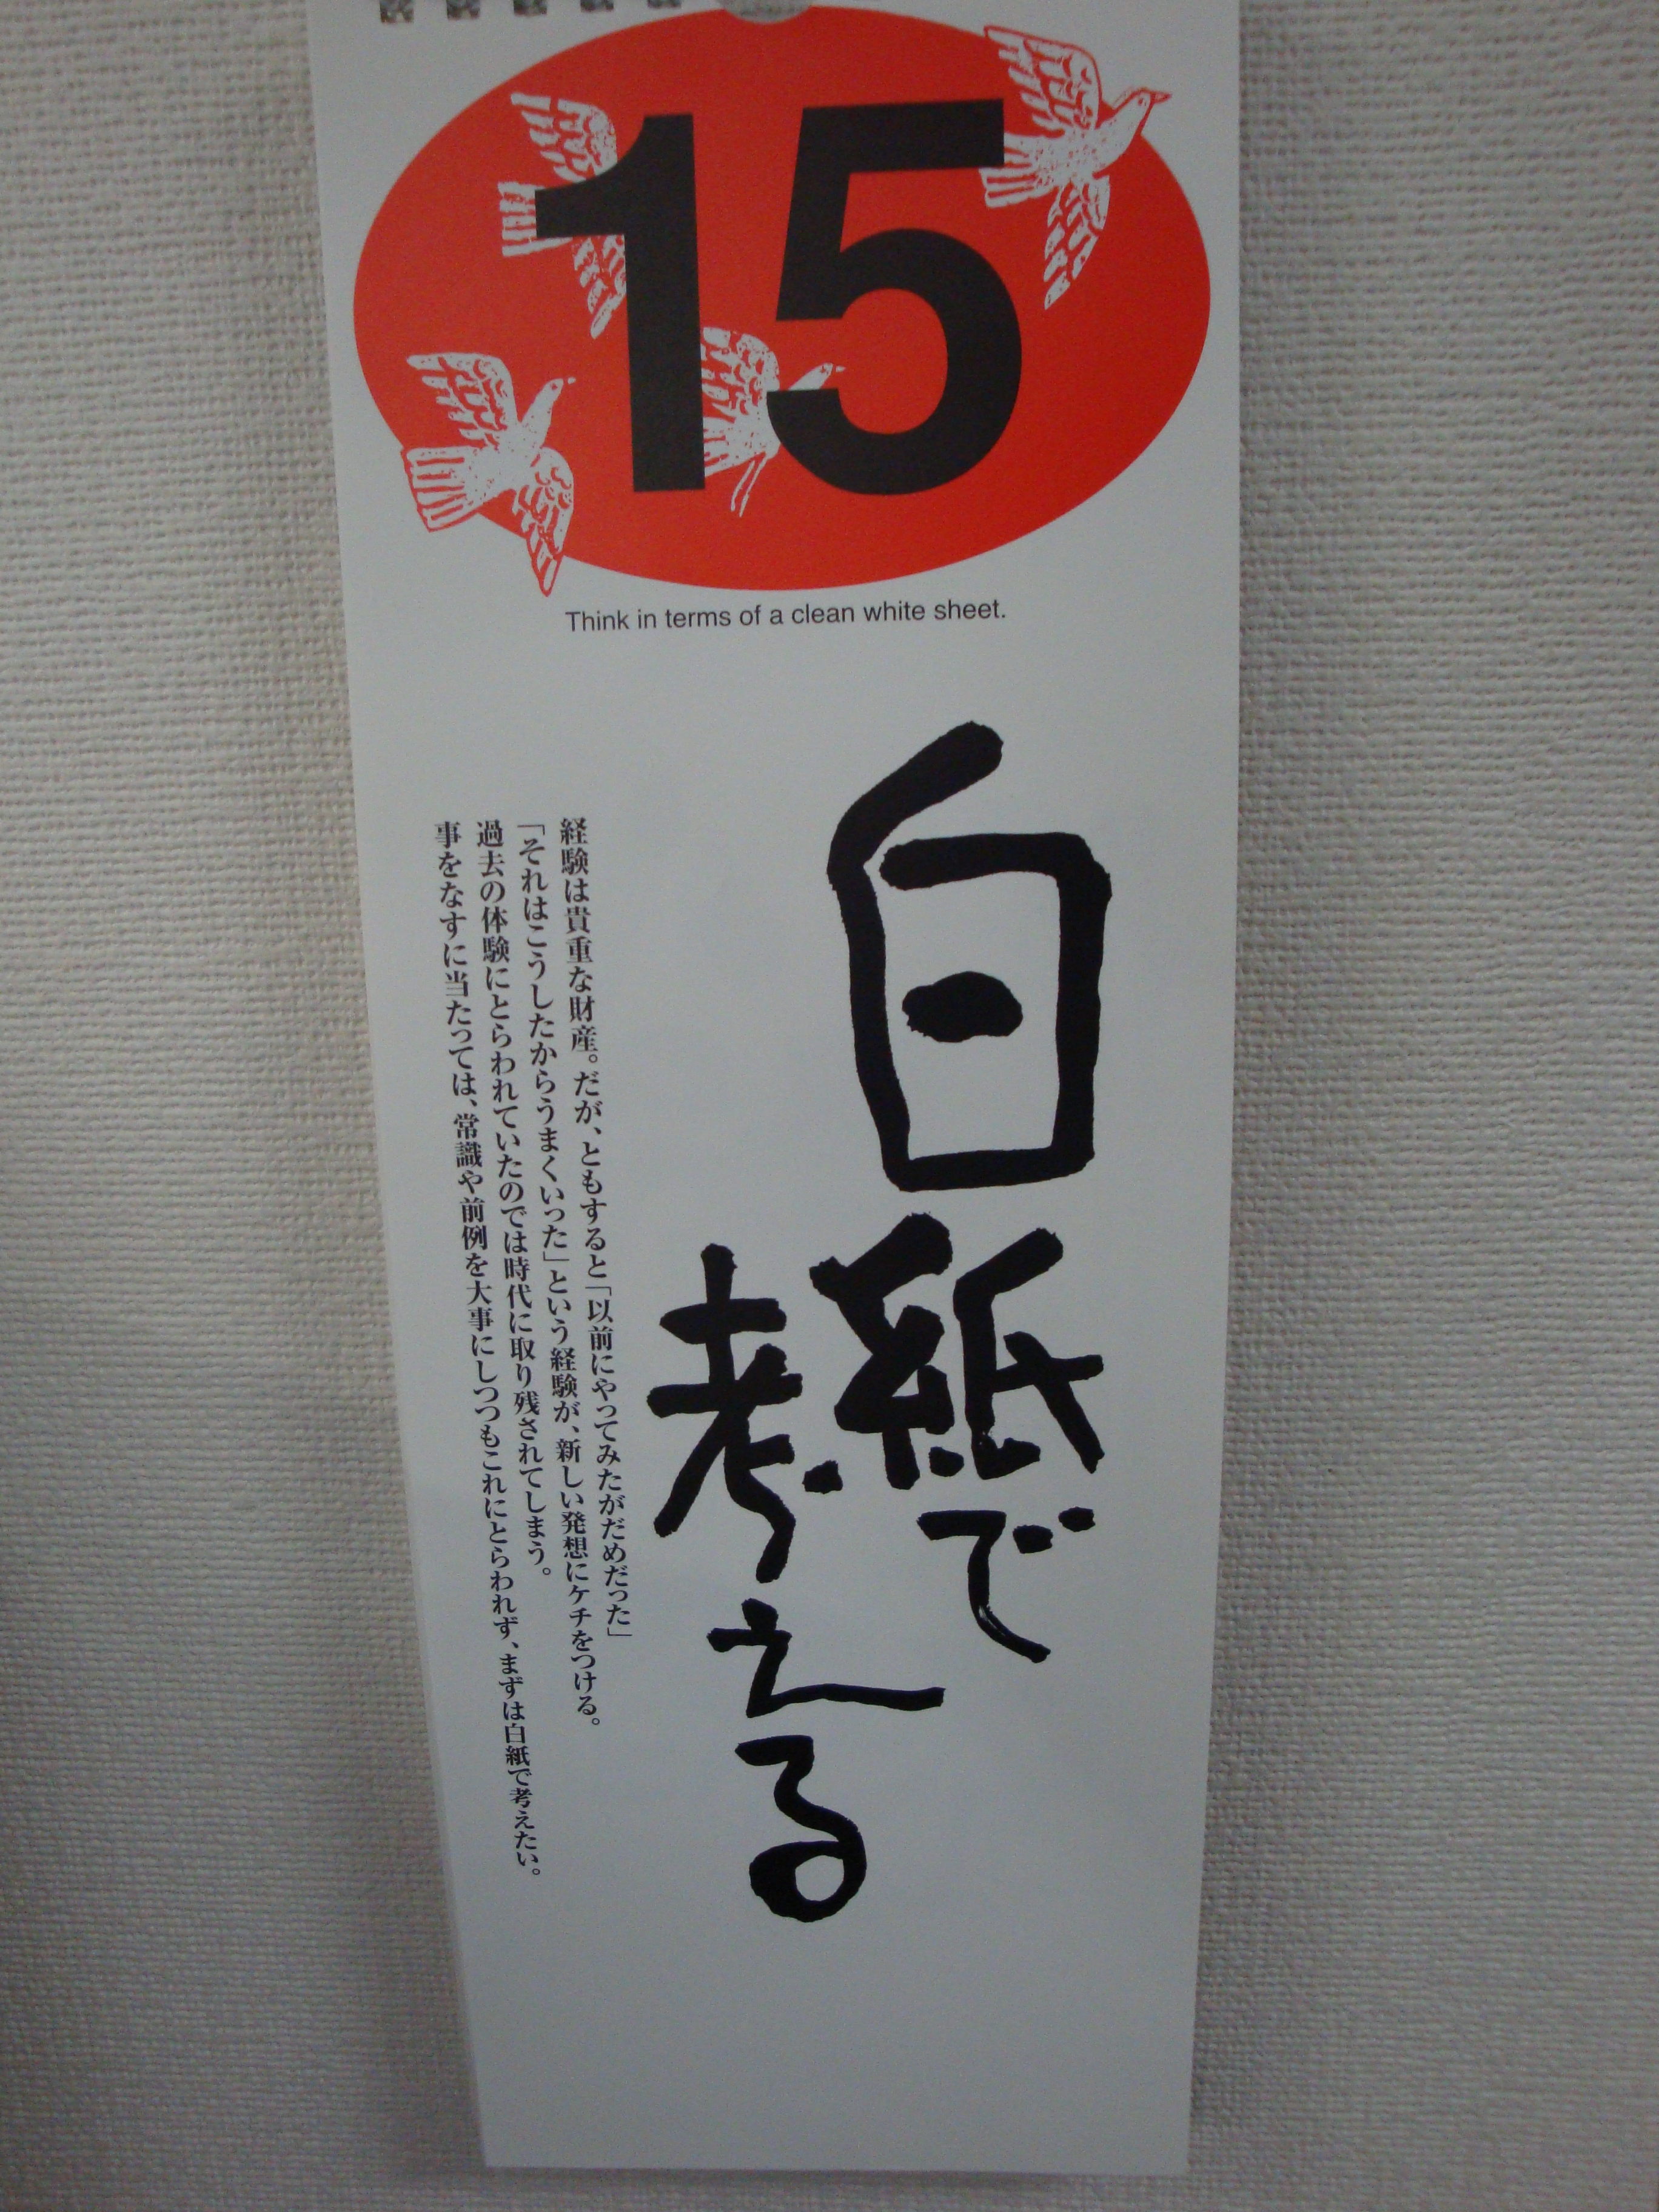 15
Think in terms of a clean white sheet.
白紙で
考える
経験は貴重な財産。だが、ともすると「以前にやってみたがだめだった」
「それはこうしたからうまくいった」という経験が、新しい発想にケチをつける。
過去の体験にとらわれていたのでは時代に取り残されてしまう。
事をなすに当たっては、常識や前例を大事にしつつもこれにとらわれず、まずは白紙で考えたい。